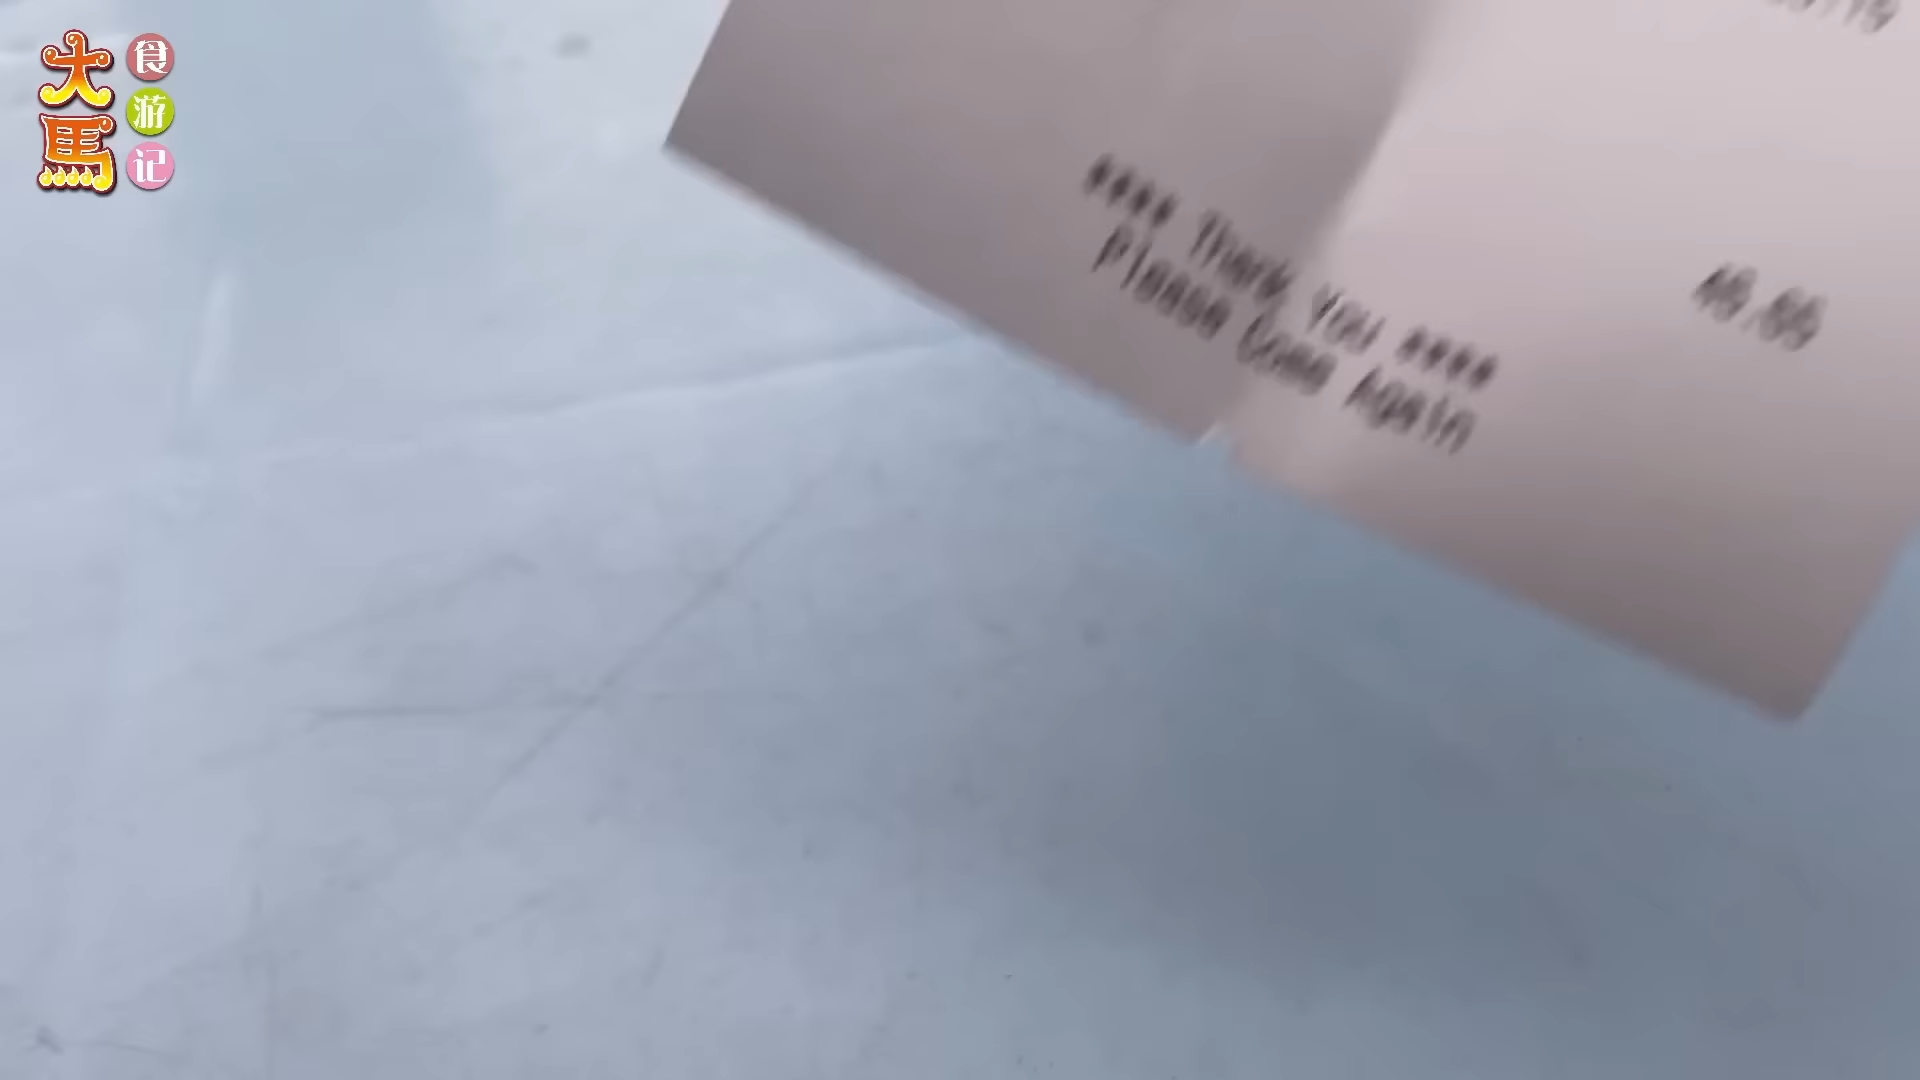 大馬
食游记
#### Thank You ####
Please Come Again